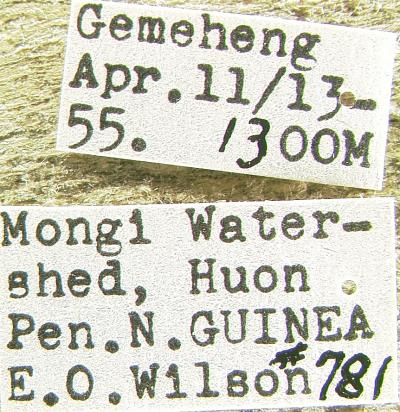 Gemeheng
Apr.11/13-
55. 1300M
Mongi Water-
shed, Huon
Pen.N.GUINEA
E.O.Wilson #781